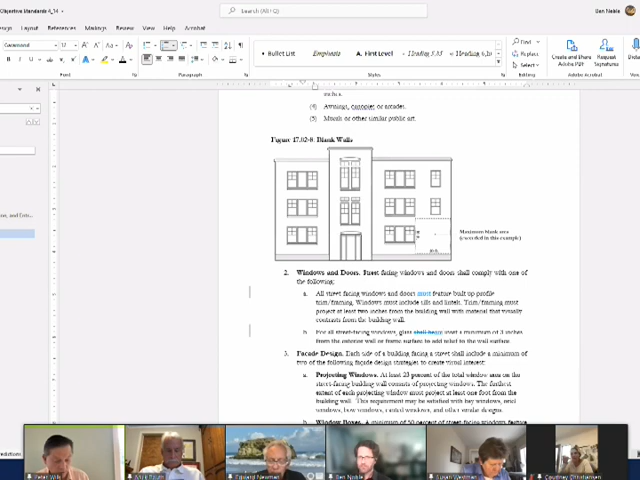 Objective Standards 4_14
Search (Alt+Q)
Ben Noble
References
Mailings
Review
View
Help
Acrobat
Garamond
12
Bullet List
Emphasis
A. First Level
Find
Replace
Select
Create and Share Adobe PDF
Request Signatures
Font
Paragraph
Styles
Editing
Adobe Acrobat
(4) Awnings, canopies or arcades.
(5) Murals or other similar public art.
Figure 17.02-8. Blank Walls
Maximum blank area
(exceeded in this example)
2. Windows and Doors. Street facing windows and doors shall comply with one of
the following:
a. All street facing windows and doors must feature built up profile
trim/framing. Windows must include sills and lintels. Trim/framing must
project at least two inches from the building wall with material that visually
contrasts from the building wall.
b. For all street-facing windows, glass must inset a minimum of 3 inches
from the exterior wall or frame surface to add relief to the wall surface.
3. Façade Design. Each side of a building facing a street shall include a minimum of
two of the following façade design strategies to create visual interest:
a. Projecting Windows. At least 25 percent of the total window area on the
street-facing building wall consists of projecting windows. The furthest
extent of each projecting window must project at least one foot from the
building wall. This requirement may be satisfied with bay windows, oriel
windows, bow windows, canted windows, and other similar designs.
b. Window Boxes. A minimum of 50 percent of street-facing windows feature
Peter Wilk
Edward Newman
Ben Noble
Susan Westman
Courtney Christiansen